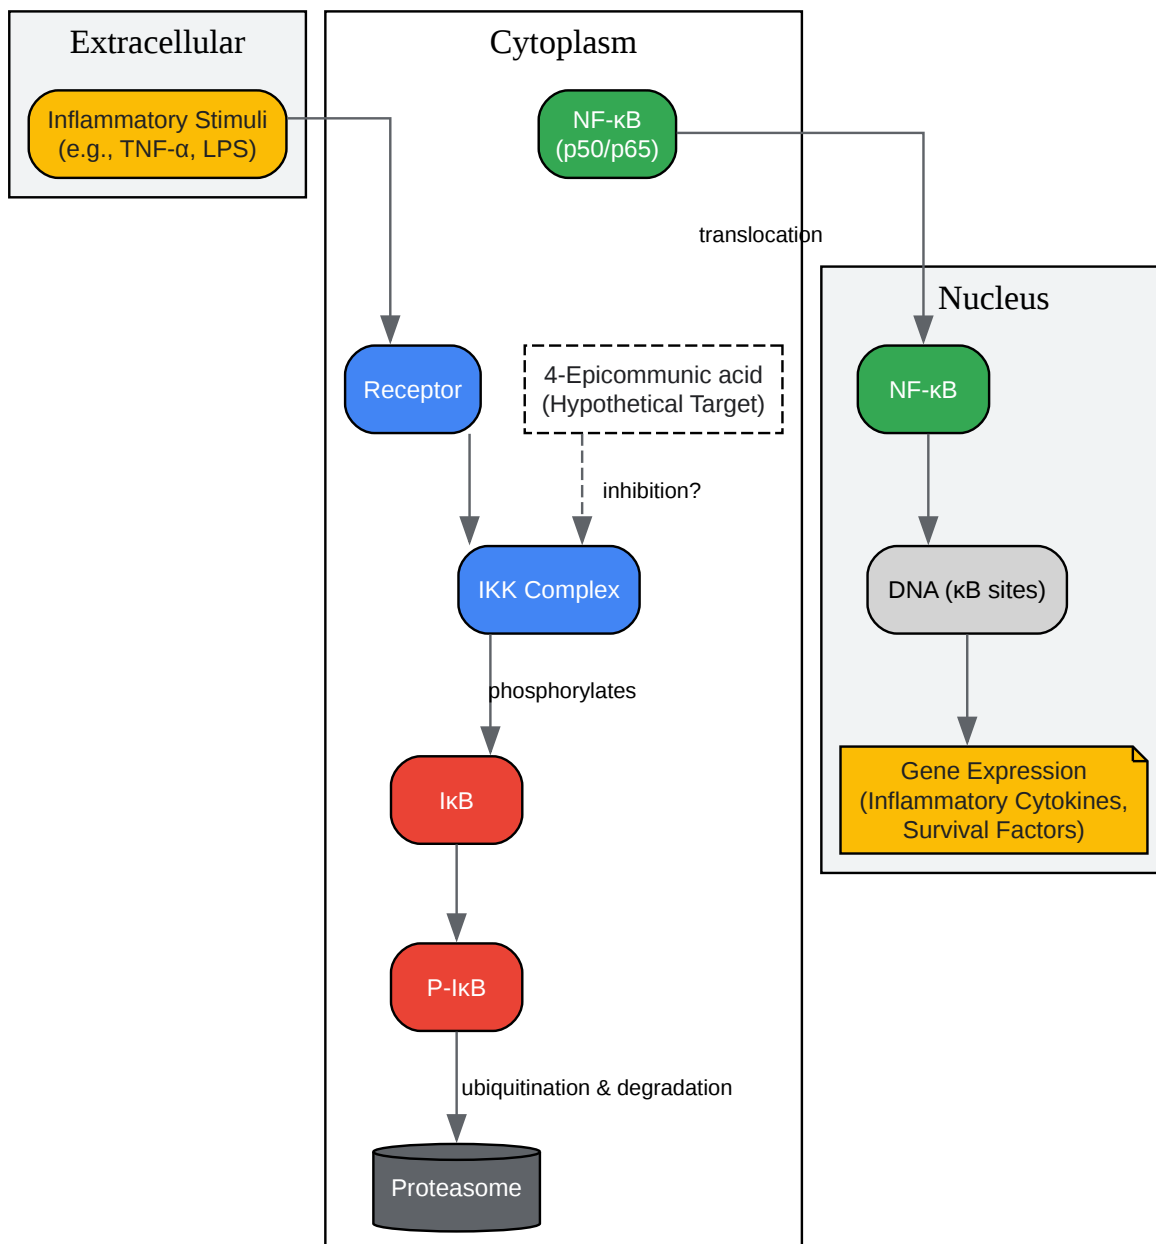 Extracellular
Inflammatory Stimuli
(e.g., TNF-α, LPS)
Cytoplasm
NF-κB
(p50/p65)
translocation
Receptor
4-Epicommunic acid
(Hypothetical Target)
inhibition?
IKK Complex
phosphorylates
IκB
P-IκB
ubiquitination & degradation
Proteasome
Nucleus
NF-κB
DNA (κB sites)
Gene Expression
(Inflammatory Cytokines,
Survival Factors)